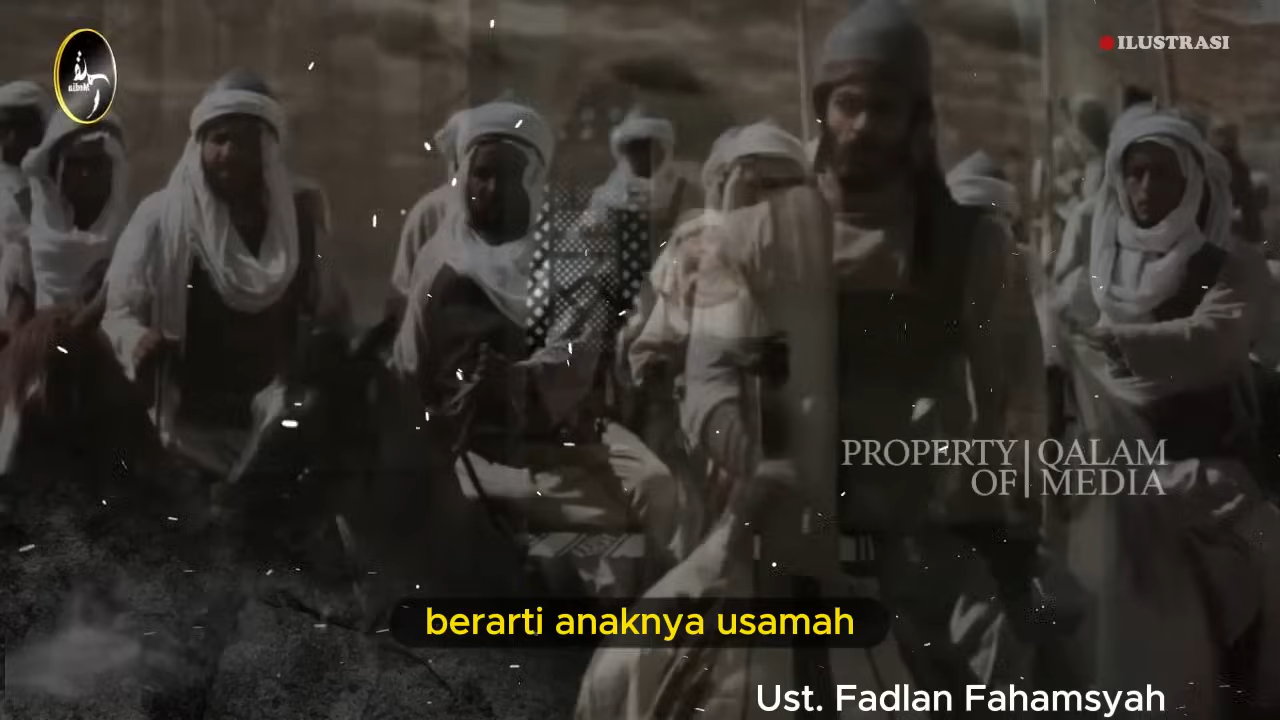 ILUSTRASI
PROPERTY OF | QALAM MEDIA
berarti anaknya usamah
Ust. Fadlan Fahamsyah